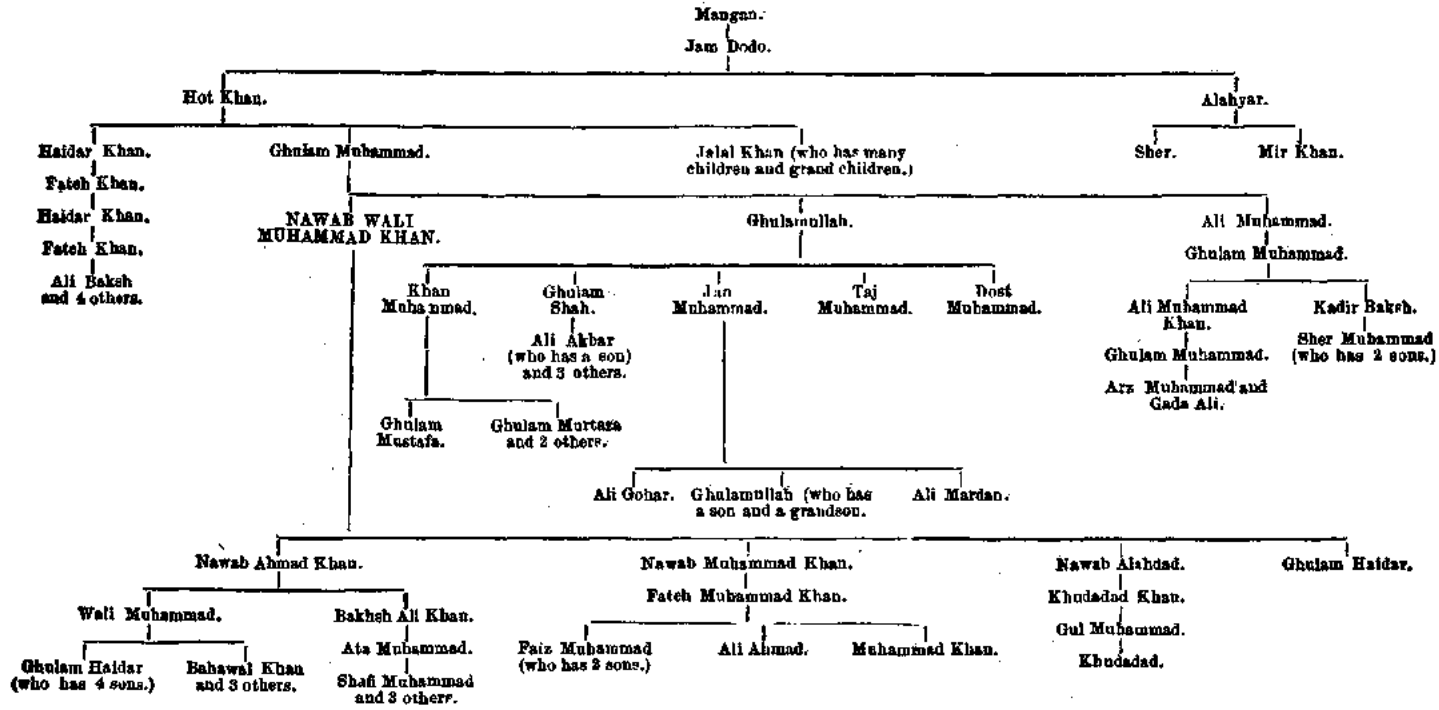 Mangan.
Jam Dodo.
Hot Khan.
Alahyar.
Haidar Khan.
Ghulam Muhammad.
Jalal Khan (who has many
children and grand children.)
Sher.
Mir Khan.
Fateh Khan.
Haidar Khan.
Fateh Khan.
Ali Baksh
and 4 others.
NAWAB WALI
MUHAMMAD KHAN.
Ghulamullah.
Ali Muhammad.
Ghulam Muhammad.
Khan
Muhammad.
Ghulam
Shah.
Jan
Muhammad.
Taj
Muhammad.
Dost
Muhammad.
Ali Muhammad
Khan.
Kadir Baksh.
Ali Akbar
(who has a son)
and 3 others.
Ghulam Muhammad.
Sher Muhammad
(who has 2 sons.)
Arz Muhammad and
Gada Ali.
Ghulam
Mustafa.
Ghulam Murtaza
and 2 others.
Ali Gohar.
Ghulamullah (who has
a son and a grandson.
Ali Mardan.
Nawab Ahmad Khan.
Nawab Muhammad Khan.
Nawab Alahdad.
Ghulam Haidar.
Wali Muhammad.
Bakhsh Ali Khan.
Fateh Muhammad Khan.
Khudadad Khan.
Gul Muhammad.
Khudadad.
Ghulam Haidar
(who has 4 sons.)
Bahawal Khan
and 3 others.
Ata Muhammad.
Shafi Muhammad
and 3 others.
Faiz Muhammad
(who has 2 sons.)
Ali Ahmad.
Muhammad Khan.